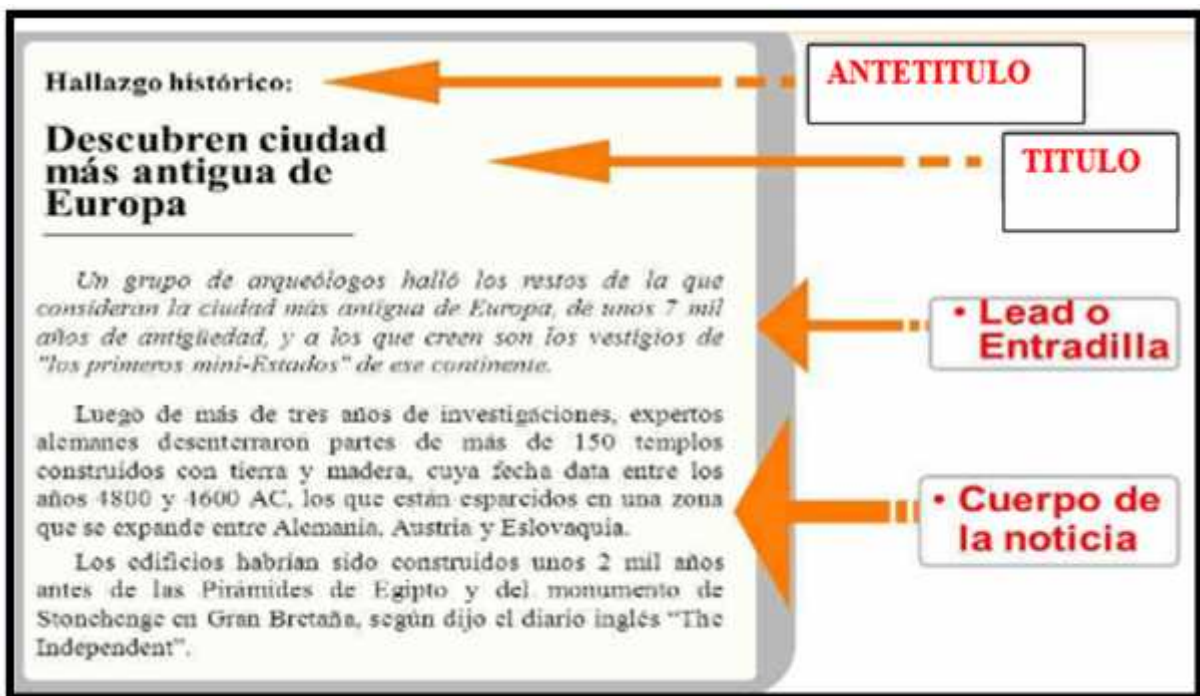 Hallazgo histórico:
ANTETITULO
Descubren ciudad
más antigua de
Europa
TITULO
Un grupo de arqueólogos halló los restos de la que
consideran la ciudad más antigua de Europa, de unos 7 mil
años de antigüedad, y a los que creen son los vestigios de
"los primeros mini-Estados" de ese continente.
• Lead o
Entradilla
Luego de más de tres años de investigaciones, expertos
alemanes desenterraron partes de más de 150 templos
construidos con tierra y madera, cuya fecha data entre los
años 4800 y 4600 AC, los que están esparcidos en una zona
que se expande entre Alemania, Austria y Eslovaquia.
Los edificios habrían sido construidos unos 2 mil años
antes de las Pirámides de Egipto y del monumento de
Stonehenge en Gran Bretaña, según dijo el diario inglés “The
Independent”.
• Cuerpo de
la noticia